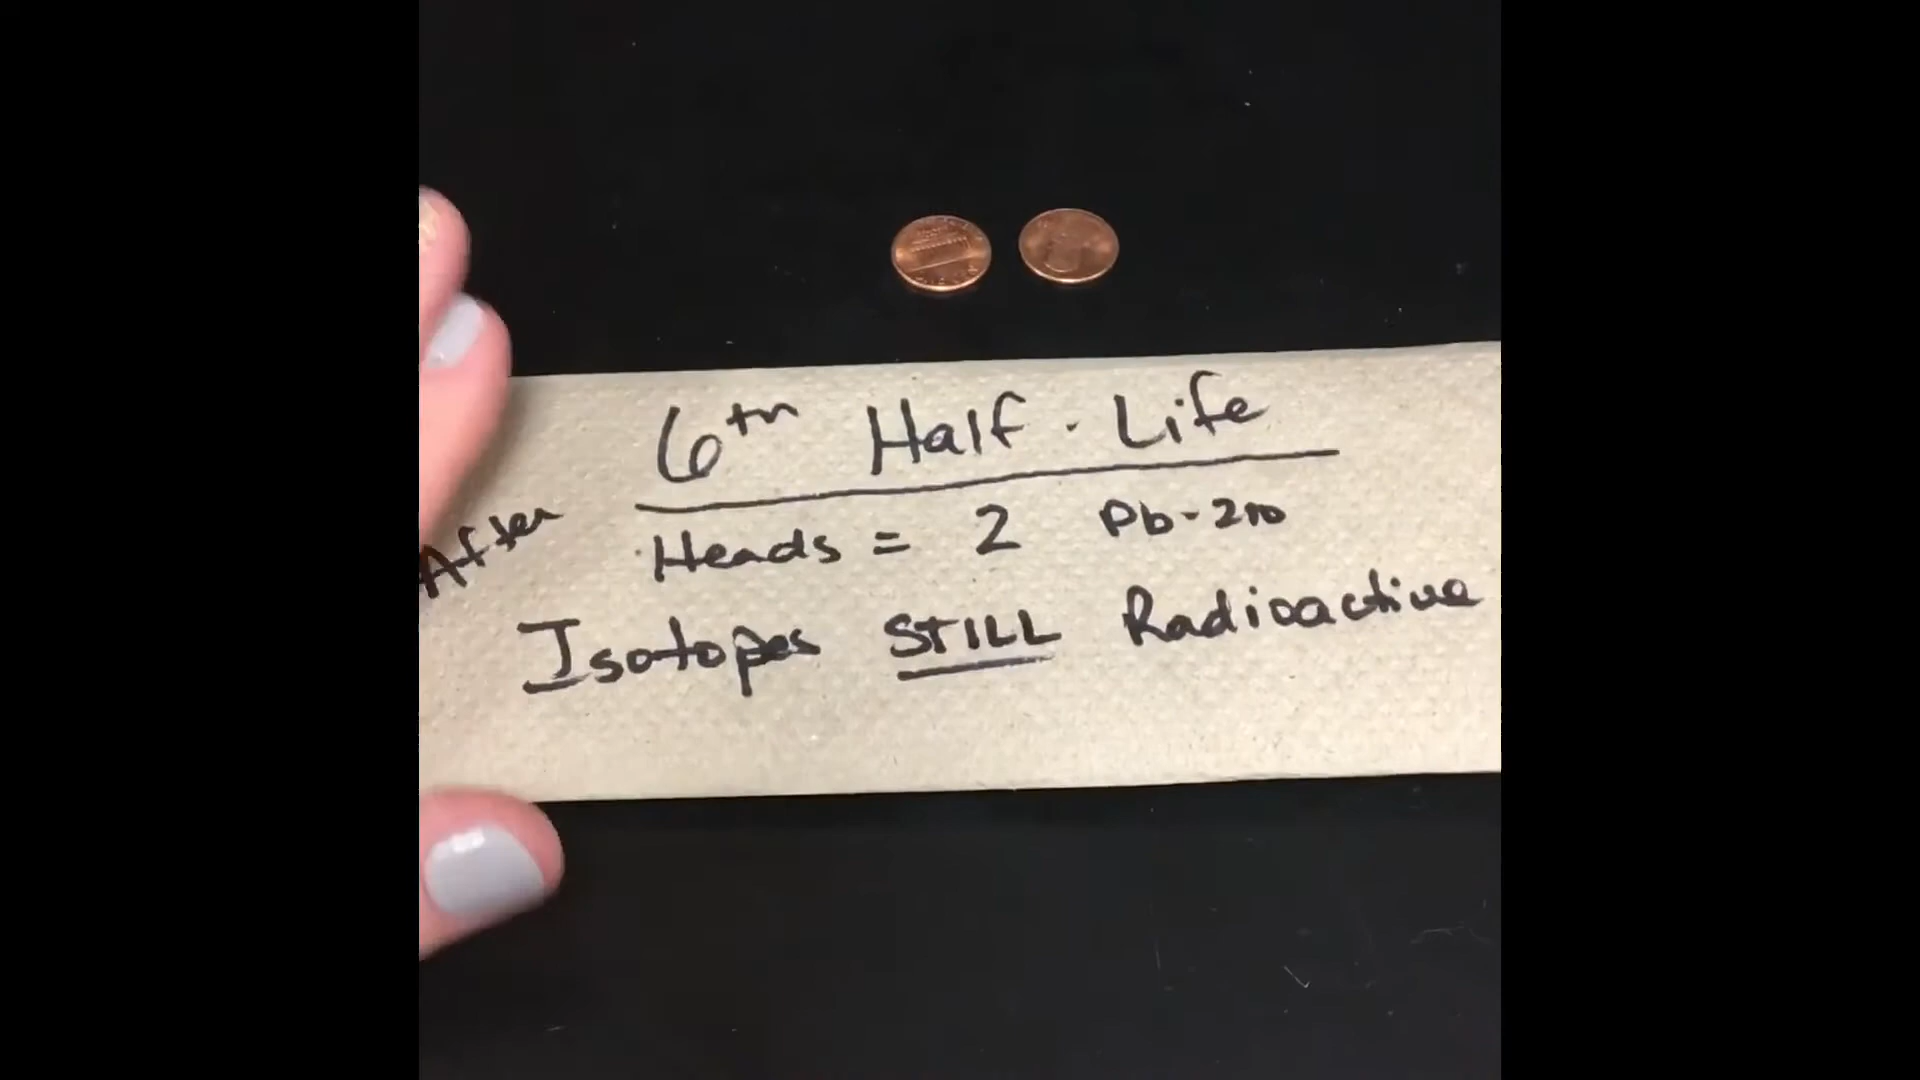 6th Half-Life
After
Heads = 2 Pb-210
Isotopes STILL Radioactive